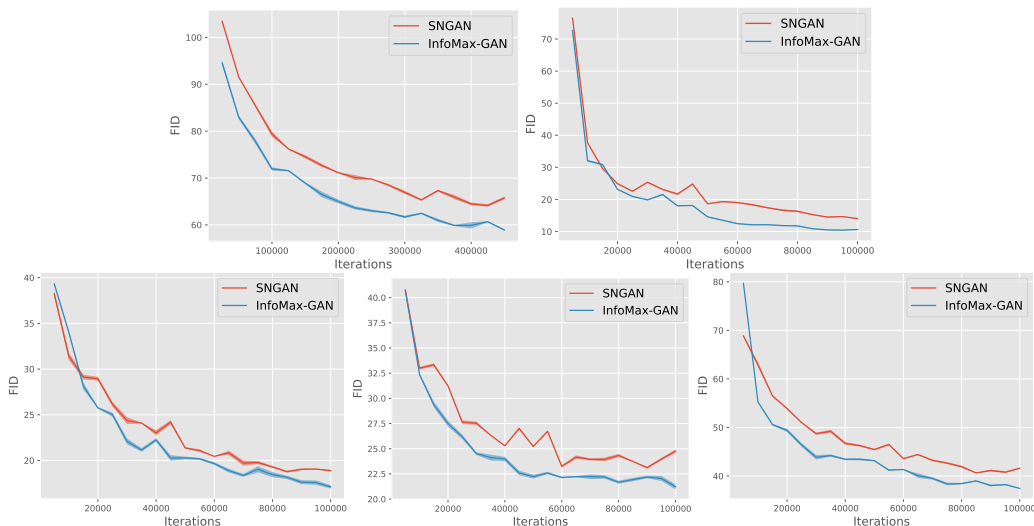 SNGAN
InfoMax-GAN
FID
100
90
80
70
60
100000
200000
300000
400000
Iterations
SNGAN
InfoMax-GAN
FID
70
60
50
40
30
20
10
20000
40000
60000
80000
100000
Iterations
SNGAN
InfoMax-GAN
FID
40
35
30
25
20
20000
40000
60000
80000
100000
Iterations
SNGAN
InfoMax-GAN
FID
40.0
37.5
35.0
32.5
30.0
27.5
25.0
22.5
20.0
20000
40000
60000
80000
100000
Iterations
SNGAN
InfoMax-GAN
FID
80
70
60
50
40
20000
40000
60000
80000
100000
Iterations